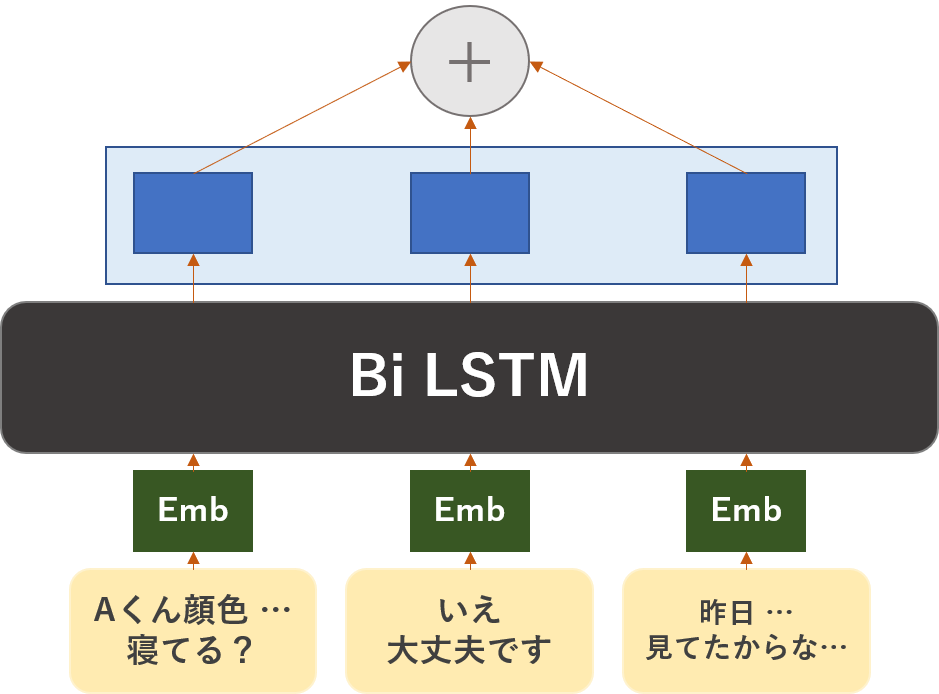 +
Bi LSTM
Emb
Emb
Emb
Aくん顔色 …
寝てる？
いえ
大丈夫です
昨日 …
見てたからな…